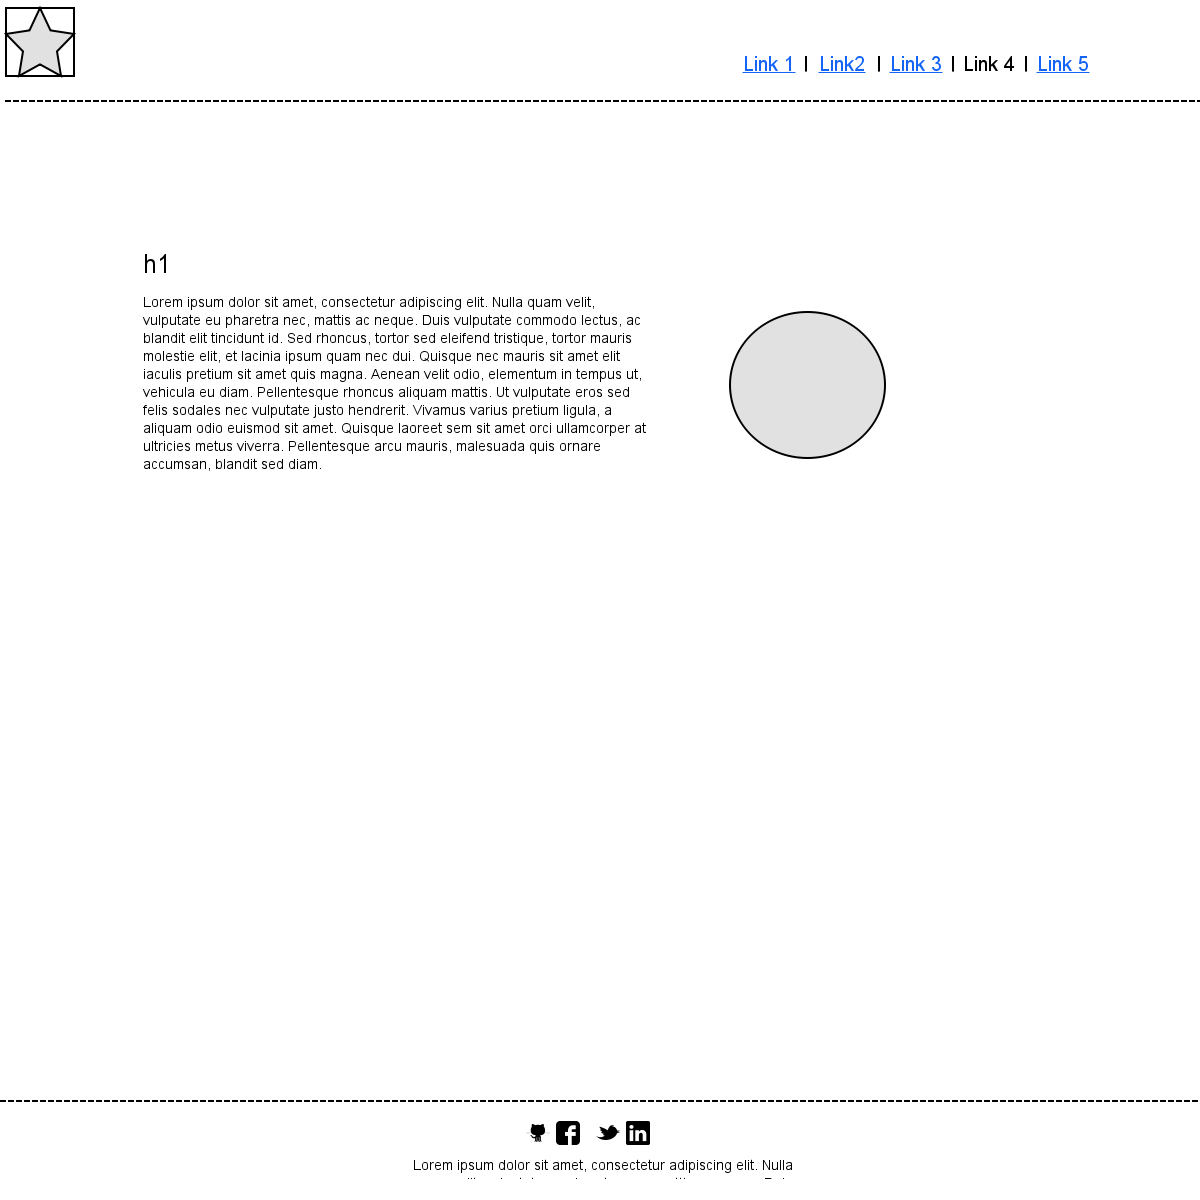 Link 1 | Link2 | Link 3 | Link 4 | Link 5
h1
Lorem ipsum dolor sit amet, consectetur adipiscing elit. Nulla quam velit,
vulputate eu pharetra nec, mattis ac neque. Duis vulputate commodo lectus, ac
blandit elit tincidunt id. Sed rhoncus, tortor sed eleifend tristique, tortor mauris
molestie elit, et lacinia ipsum quam nec dui. Quisque nec mauris sit amet elit
iaculis pretium sit amet quis magna. Aenean velit odio, elementum in tempus ut,
vehicula eu diam. Pellentesque rhoncus aliquam mattis. Ut vulputate eros sed
felis sodales nec vulputate justo hendrerit. Vivamus varius pretium ligula, a
aliquam odio euismod sit amet. Quisque laoreet sem sit amet orci ullamcorper at
ultricies metus viverra. Pellentesque arcu mauris, malesuada quis ornare
accumsan, blandit sed diam.
Lorem ipsum dolor sit amet, consectetur adipiscing elit. Nulla